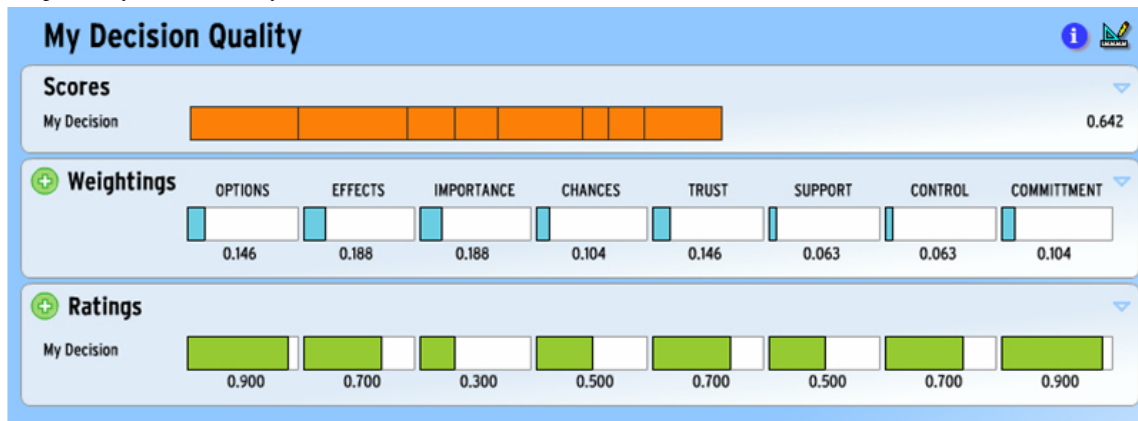 My Decision Quality
Scores
My Decision 0.642
Weightings OPTIONS EFFECTS IMPORTANCE CHANCES TRUST SUPPORT CONTROL COMMITTMENT
0.146 0.188 0.188 0.104 0.146 0.063 0.063 0.104
Ratings
My Decision
0.900 0.700 0.300 0.500 0.700 0.500 0.700 0.900